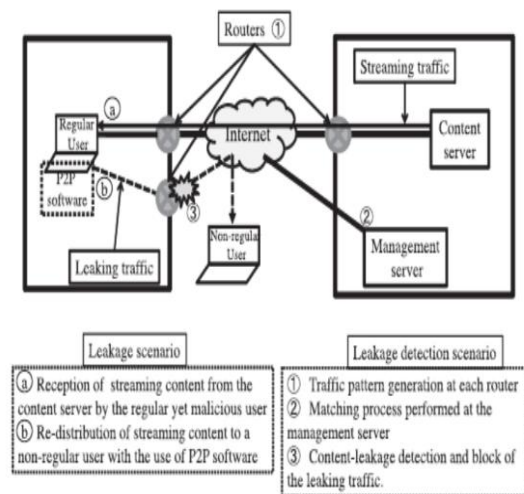 Routers ①
Streaming traffic
ⓐ
Regular
User
Internet
Content
server
P2P
software
ⓑ
③
②
Non-regular
User
Management
server
Leaking traffic
Leakage scenario
ⓐ Reception of streaming content from the
content server by the regular yet malicious user
ⓑ Re-distribution of streaming content to a
non-regular user with the use of P2P software
Leakage detection scenario
① Traffic pattern generation at each router
② Matching process performed at the
management server
③ Content-leakage detection and block of
the leaking traffic.